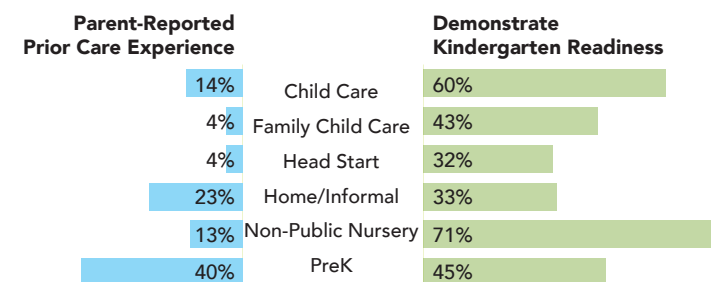 Parent-Reported
Prior Care Experience
Demonstrate
Kindergarten Readiness
14% Child Care 60%
4% Family Child Care 43%
4% Head Start 32%
23% Home/Informal 33%
13% Non-Public Nursery 71%
40% PreK 45%